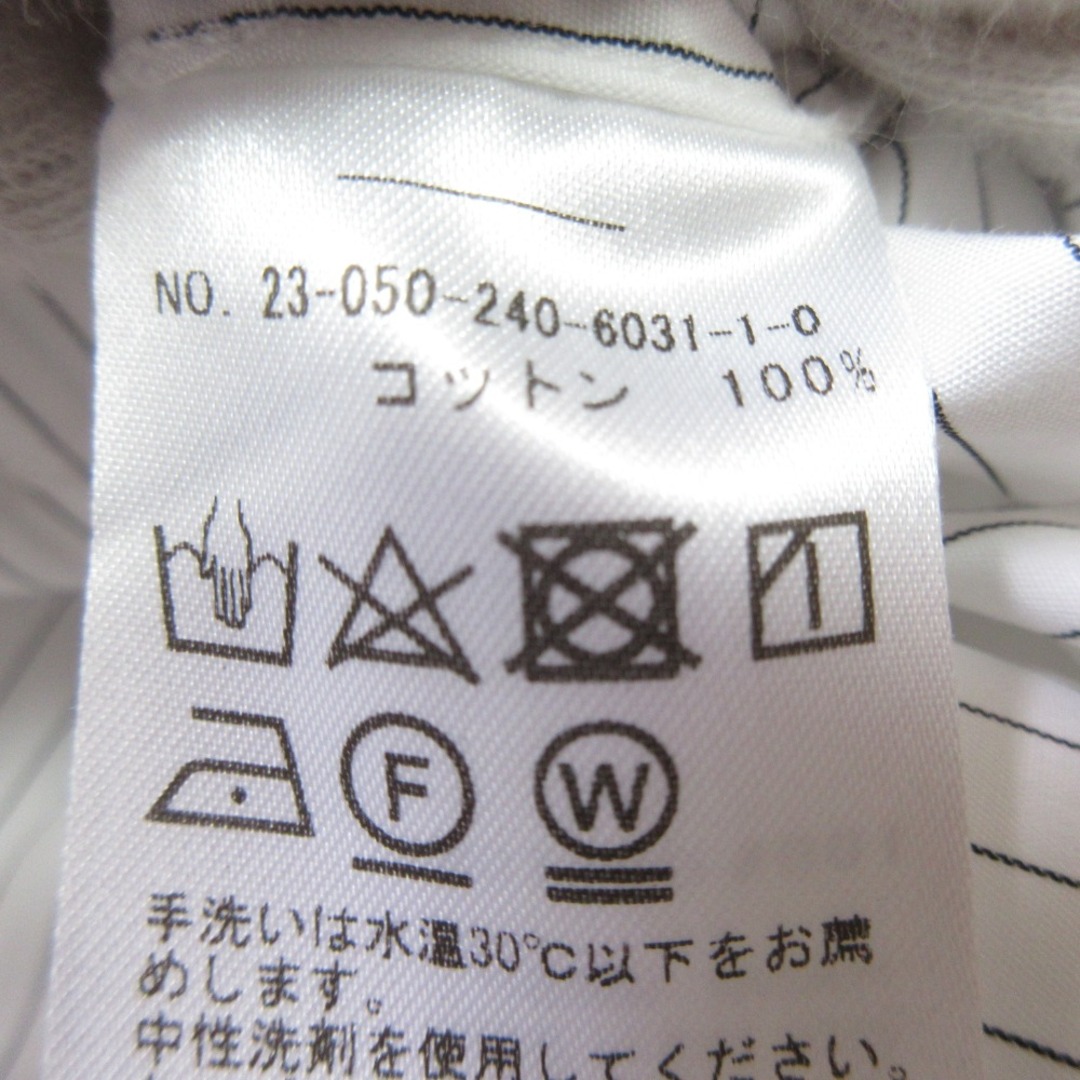 NO. 23-050-240-6031-1-0
コットン 100%
F W
手洗いは水温30℃以下をお薦
めします。
中性洗剤を使用してください。